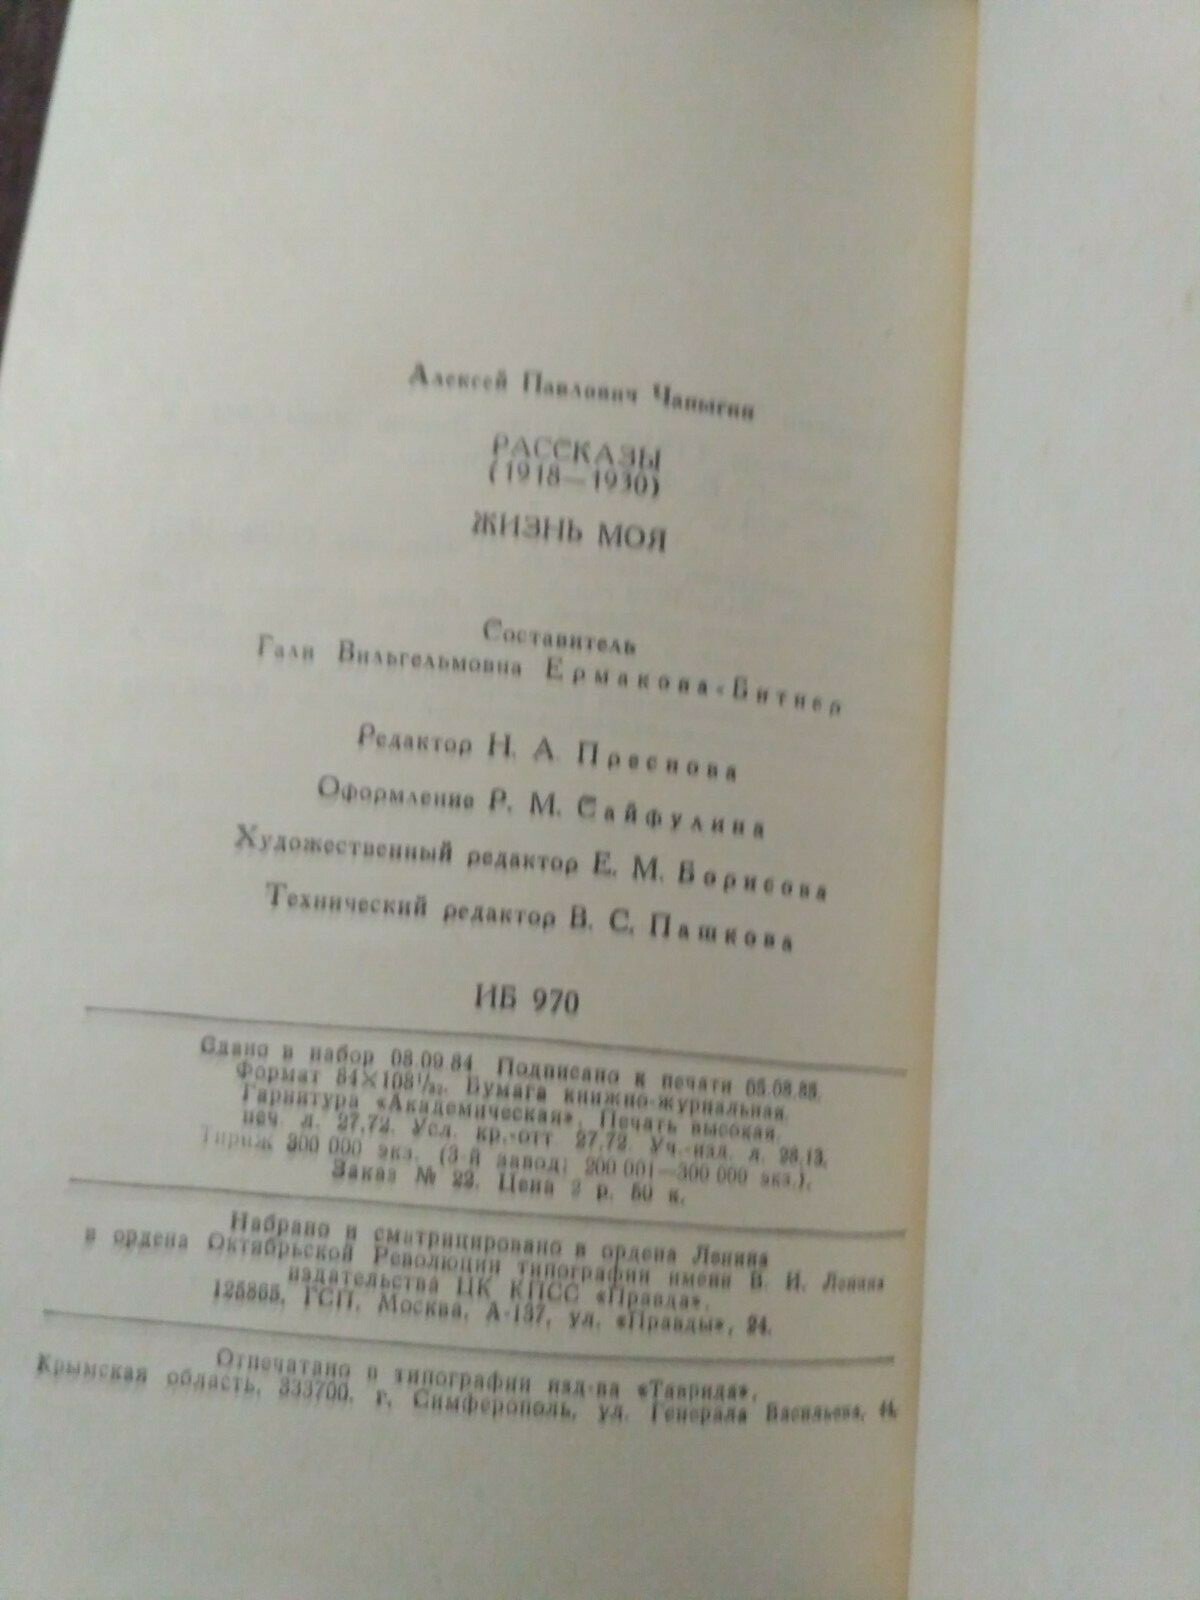 Алексей Павлович Чапыгин
РАССКАЗЫ
(1918—1930)
ЖИЗНЬ МОЯ
Составитель
Гали Вильгельмовна Ермакова-Битнер
Редактор Н. А. Преснова
Оформление Р. М. Сайфулина
Художественный редактор Е. М. Борисова
Технический редактор В. С. Пашкова
ИБ 970
Сдано в набор 03.09.84. Подписано к печати
Формат 84×108 1/32. Бумага книжно-журнальная.
Гарнитура «Академическая». Печать высокая.
печ. л. 27,72. Усл. кр.-отт. 27,72. Уч.-изд. л. 28,13.
Тираж 300 000 экз. (3-й завод: 200 001—300 000 экз.).
Заказ № 22. Цена 2 р. 50 к.
Набрано и сматрицировано в ордена Ленина
и ордена Октябрьской Революции типографии имени В. И. Ленина
издательства ЦК КПСС «Правда».
125865, ГСП, Москва, А-137, ул. «Правды», 24.
Отпечатано в типографии изд-ва «Таврида»,
Крымская область, 333700, г. Симферополь, ул. Генерала Васильева, 44.